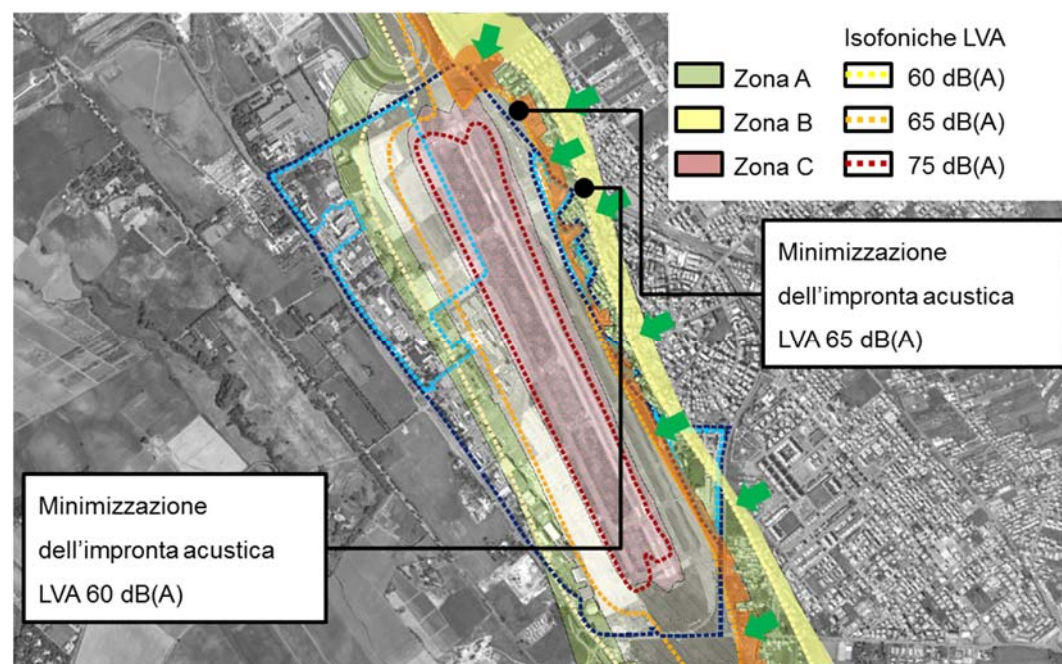 Isofoniche LVA
Zona A
60 dB(A)
Zona B
65 dB(A)
Zona C
75 dB(A)
Minimizzazione
dell’impronta acustica
LVA 65 dB(A)
Minimizzazione
dell’impronta acustica
LVA 60 dB(A)